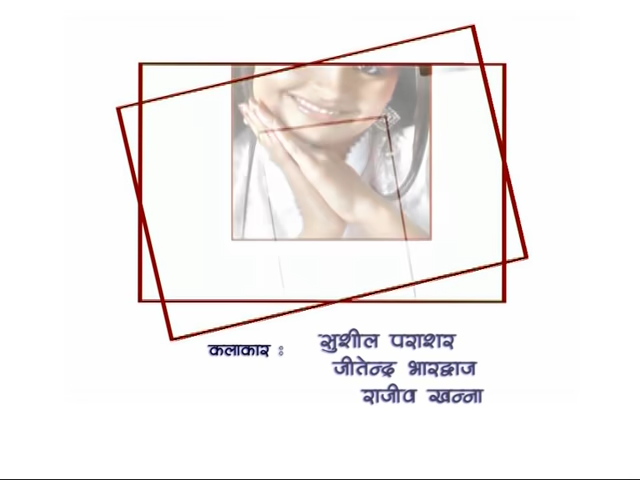 कलाकार : सुशील पराशर
जीतेन्द्र भारद्वाज
राजीव खन्ना